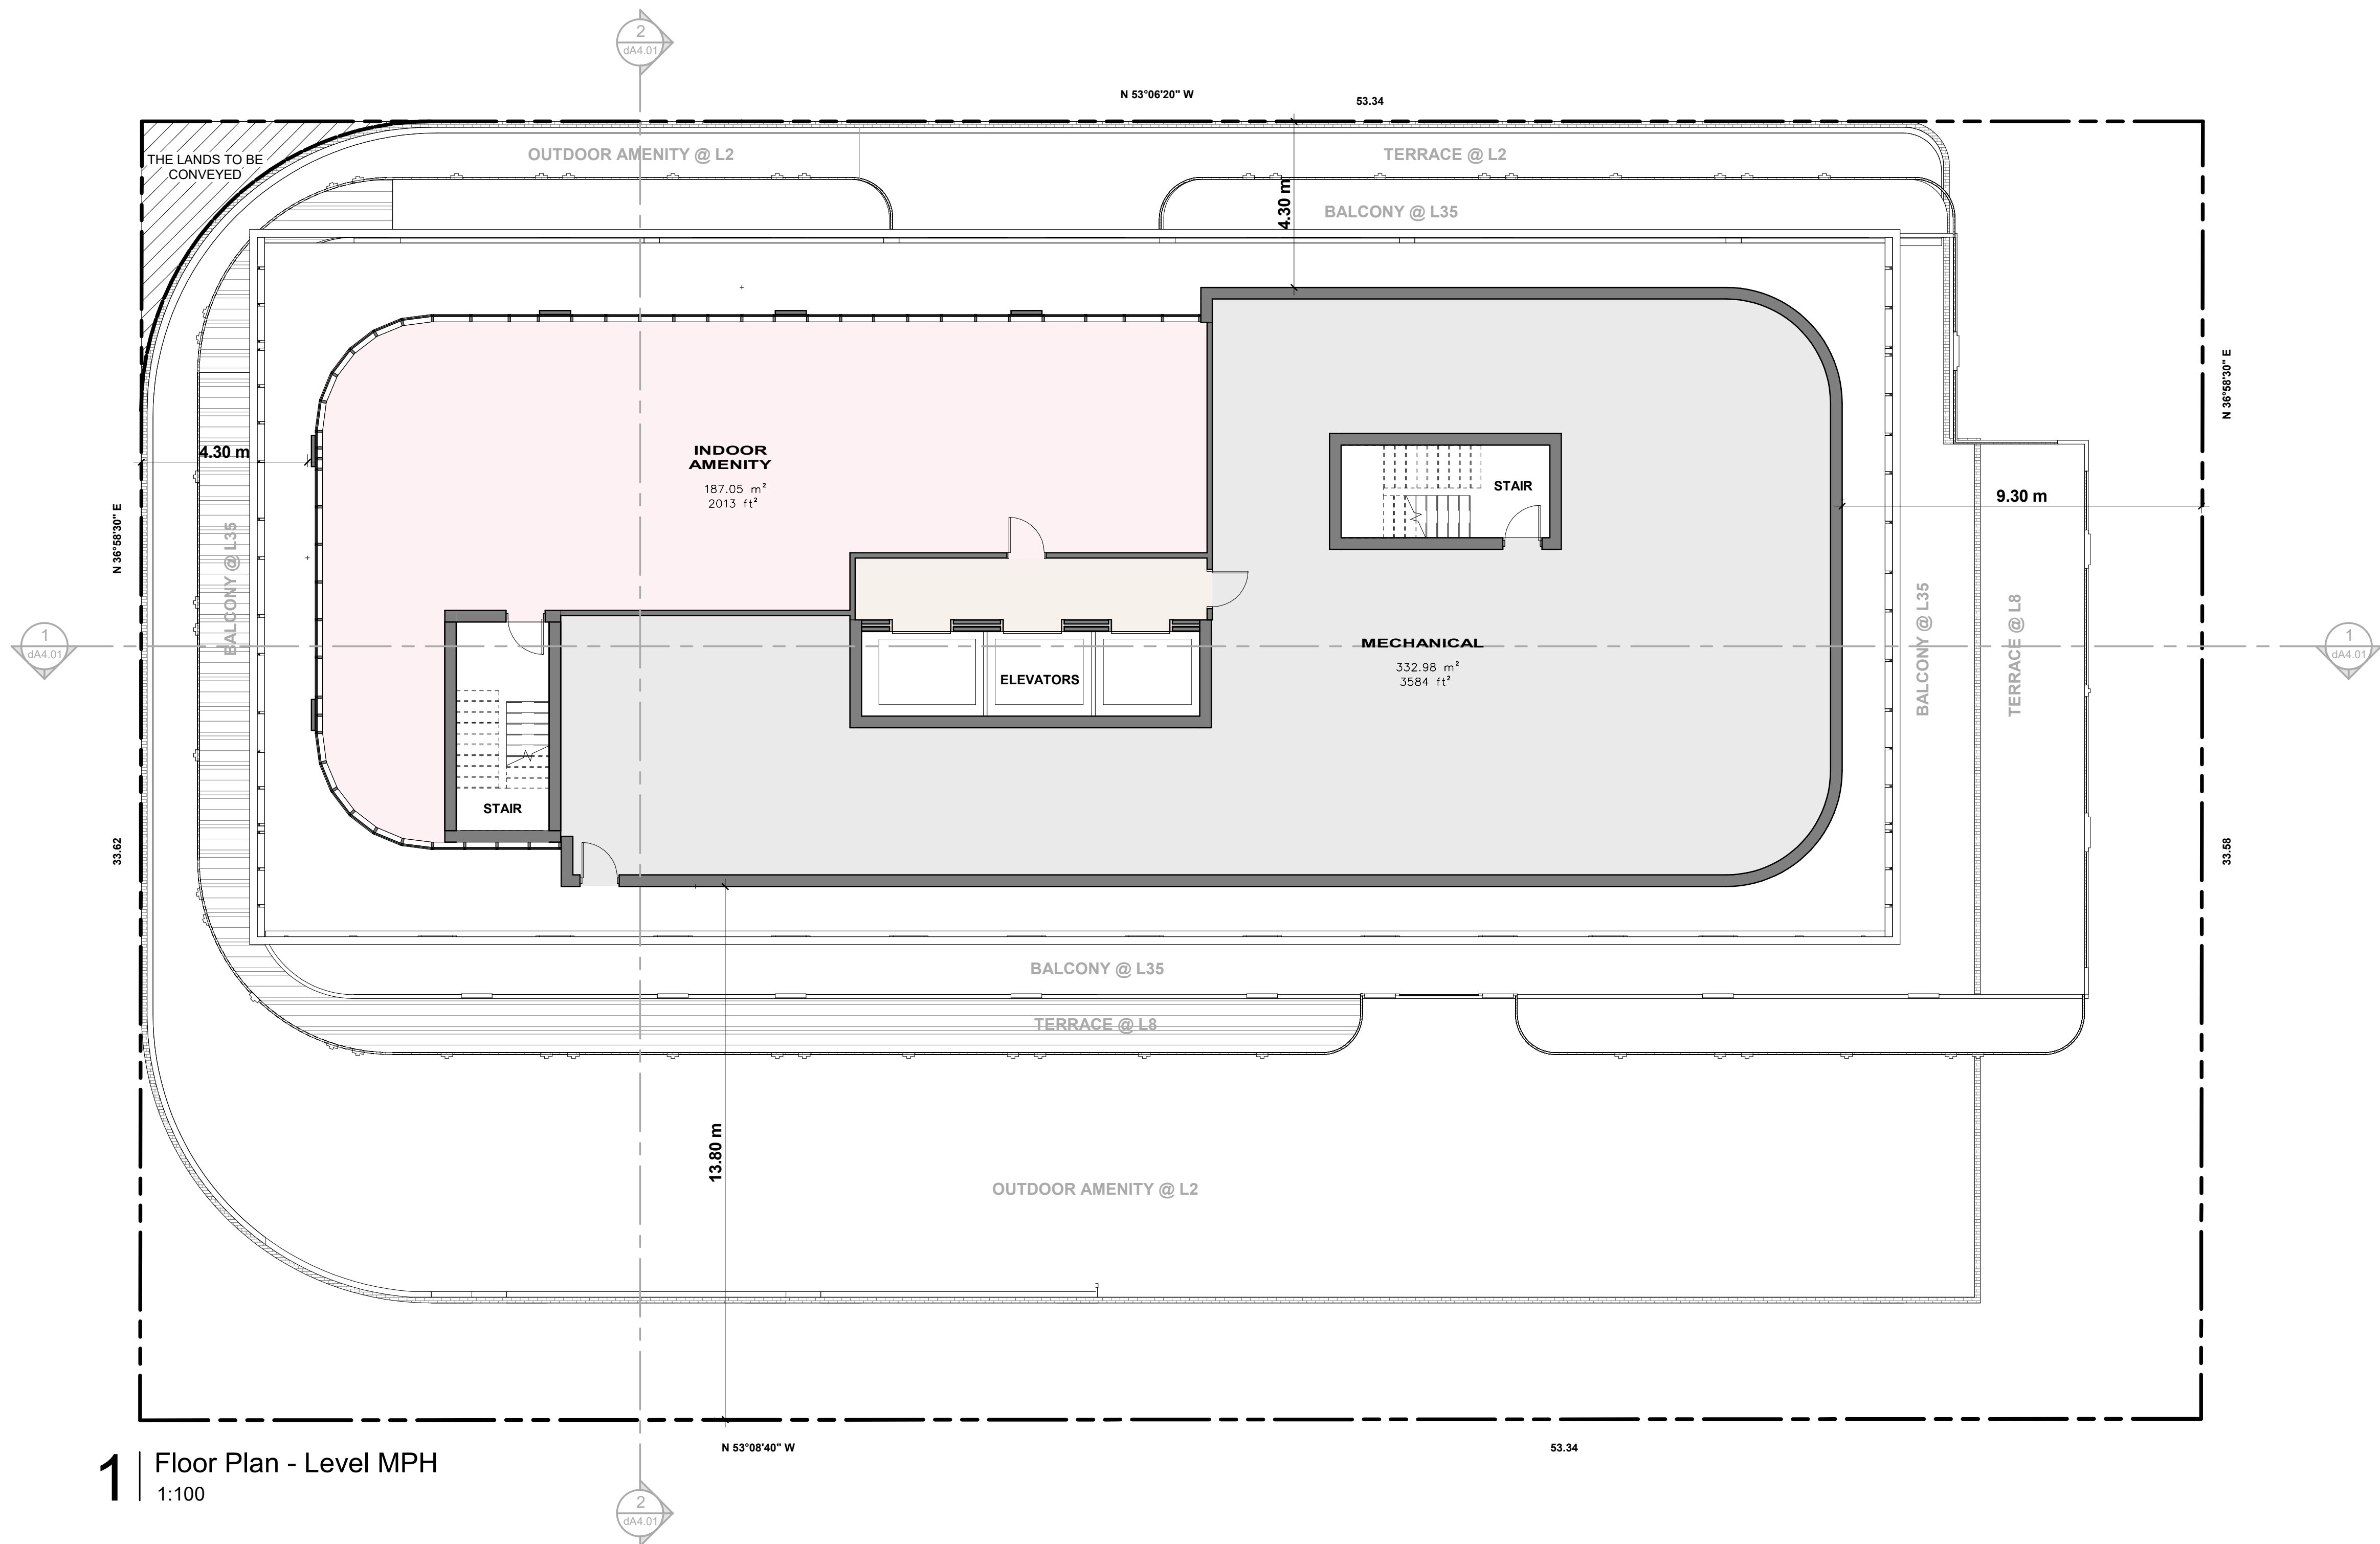 2
dA4.01
N 53°06'20" W
53.34
THE LANDS TO BE
CONVEYED
OUTDOOR AMENITY @ L2
TERRACE @ L2
4.30 m
BALCONY @ L35
N 36°58'30" E
4.30 m
INDOOR
AMENITY
187.05 m²
2013 ft²
STAIR
9.30 m
N 36°58'30" E
BALCONY @ L35
1
dA4.01
MECHANICAL
332.98 m²
3584 ft²
ELEVATORS
BALCONY @ L35
TERRACE @ L8
1
dA4.01
STAIR
33.62
33.58
BALCONY @ L35
TERRACE @ L8
13.80 m
OUTDOOR AMENITY @ L2
N 53°08'40" W
53.34
1
Floor Plan - Level MPH
1:100
2
dA4.01